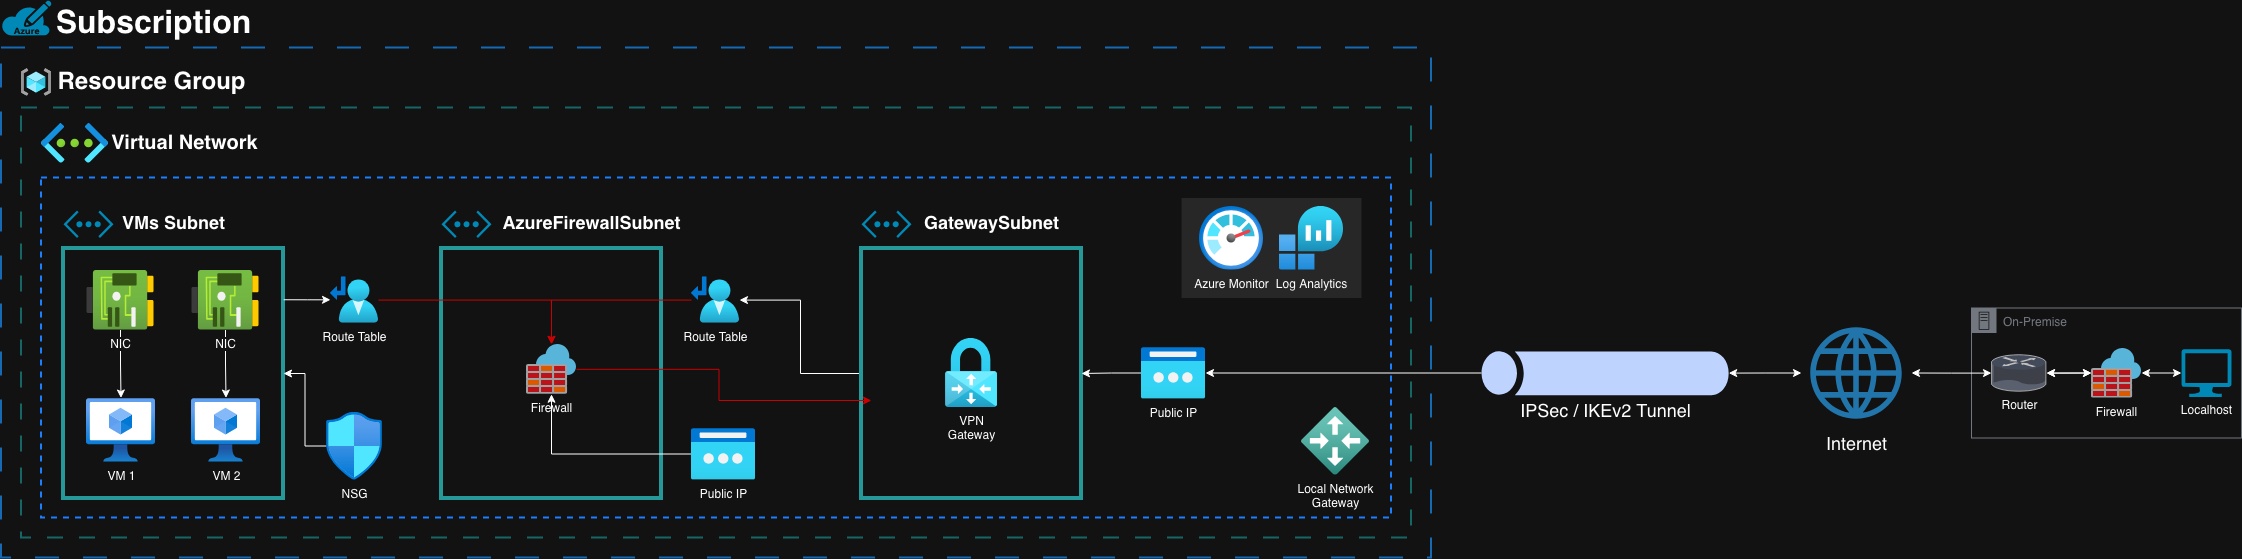 Azure
Subscription
Resource Group
Virtual Network
VMs Subnet
AzureFirewallSubnet
GatewaySubnet
Azure Monitor
Log Analytics
NIC
NIC
Route Table
Route Table
VM 1
VM 2
NSG
Firewall
Public IP
VPN
Gateway
Public IP
Local Network
Gateway
IPSec / IKEv2 Tunnel
Internet
On-Premise
Router
Firewall
Localhost